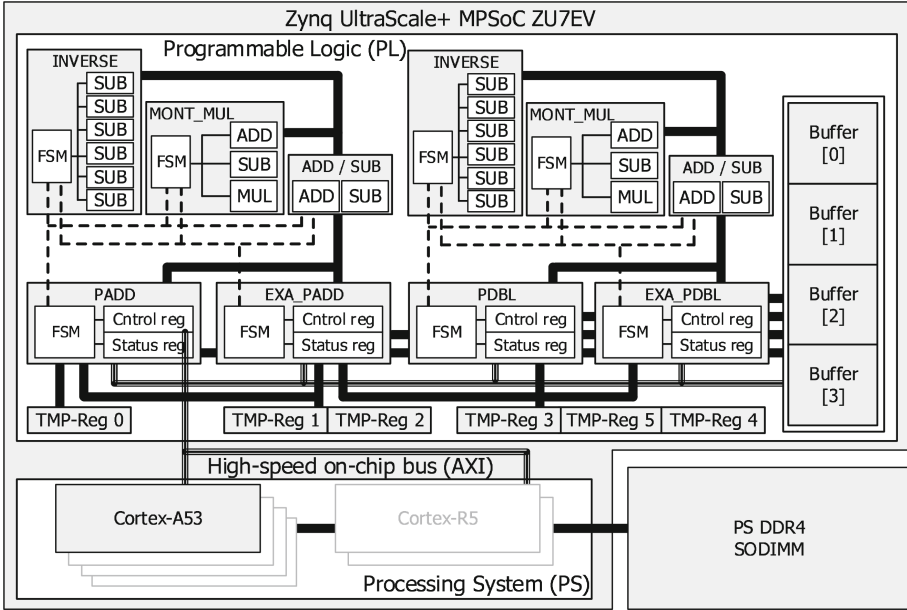 Zynq UltraScale+ MPSoC ZU7EV
Programmable Logic (PL)
INVERSE
SUB
SUB
SUB
SUB
SUB
SUB
FSM
MONT_MUL
FSM
ADD
SUB
MUL
ADD / SUB
ADD
SUB
INVERSE
SUB
SUB
SUB
SUB
SUB
SUB
FSM
MONT_MUL
FSM
ADD
SUB
MUL
ADD / SUB
ADD
SUB
Buffer
[0]
Buffer
[1]
Buffer
[2]
Buffer
[3]
PADD
FSM
Cntrol reg
Status reg
EXA_PADD
FSM
Cntrol reg
Status reg
PDBL
FSM
Cntrol reg
Status reg
EXA_PDBL
FSM
Cntrol reg
Status reg
TMP-Reg 0
TMP-Reg 1
TMP-Reg 2
TMP-Reg 3
TMP-Reg 5
TMP-Reg 4
High-speed on-chip bus (AXI)
Cortex-A53
Cortex-R5
Processing System (PS)
PS DDR4
SODIMM